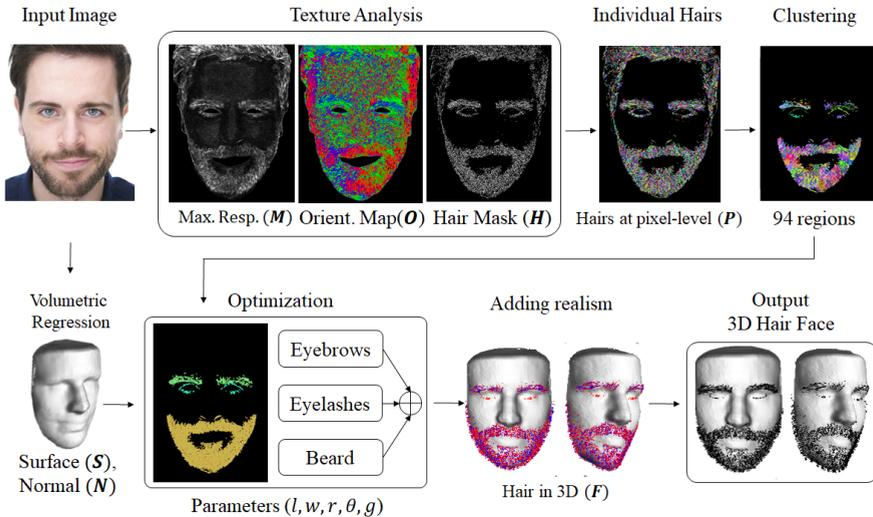 Input Image
Texture Analysis
Individual Hairs
Clustering
Max. Resp. (M)
Orient. Map(O)
Hair Mask (H)
Hairs at pixel-level (P)
94 regions
Volumetric
Regression
Optimization
Adding realism
Output
3D Hair Face
Eyebrows
Eyelashes
Beard
Surface (S),
Normal (N)
Parameters (l, w, r, θ, g)
Hair in 3D (F)